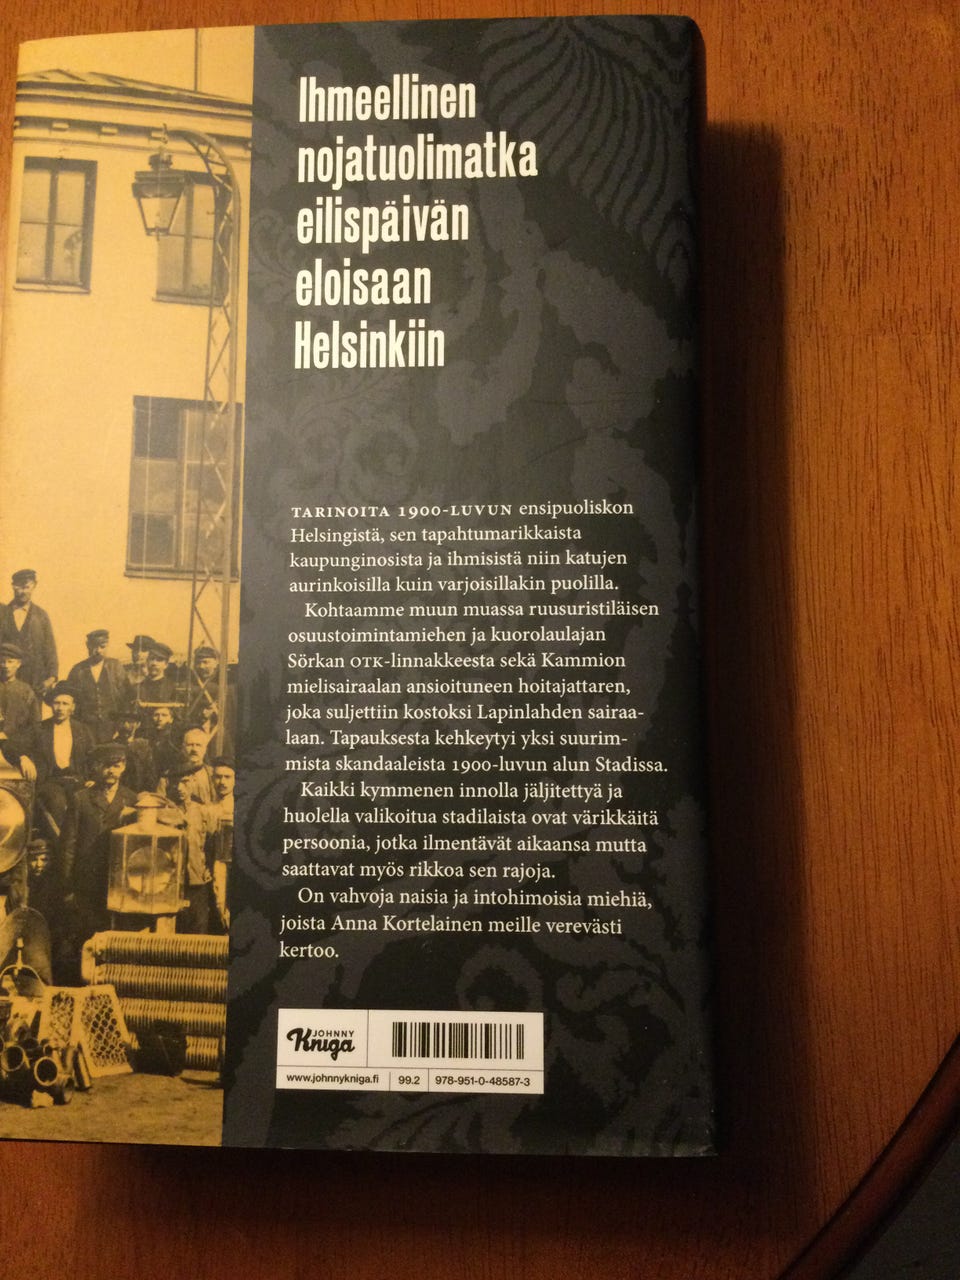 Ihmeellinen
nojatuolimatka
eilispäivän
eloisaan
Helsinkiin
TARINOITA 1900-LUVUN ensipuoliskon
Helsingistä, sen tapahtumarikkaista
kaupunginosista ja ihmisistä niin katujen
aurinkoisilla kuin varjoisillakin puolilla.
Kohtaamme muun muassa ruusuristiläisen
osuustoimintamiehen ja kuorolaulajan
Sörkan OTK-linnakkeesta sekä Kammion
mielisairaalan ansioituneen hoitajattaren,
joka suljettiin kostoksi Lapinlahden sairaa-
laan. Tapauksesta kehkeytyi yksi suurim-
mista skandaaleista 1900-luvun alun Stadissa.
Kaikki kymmenen innolla jäljitettyä ja
huolella valikoitua stadilaista ovat värikkäitä
persoonia, jotka ilmentävät aikaansa mutta
saattavat myös rikkoa sen rajoja.
On vahvoja naisia ja intohimoisia miehiä,
joista Anna Kortelainen meille verevästi
kertoo.
JOHNNY
Kniga
www.johnnykniga.fi 99.2 978-951-0-48587-3